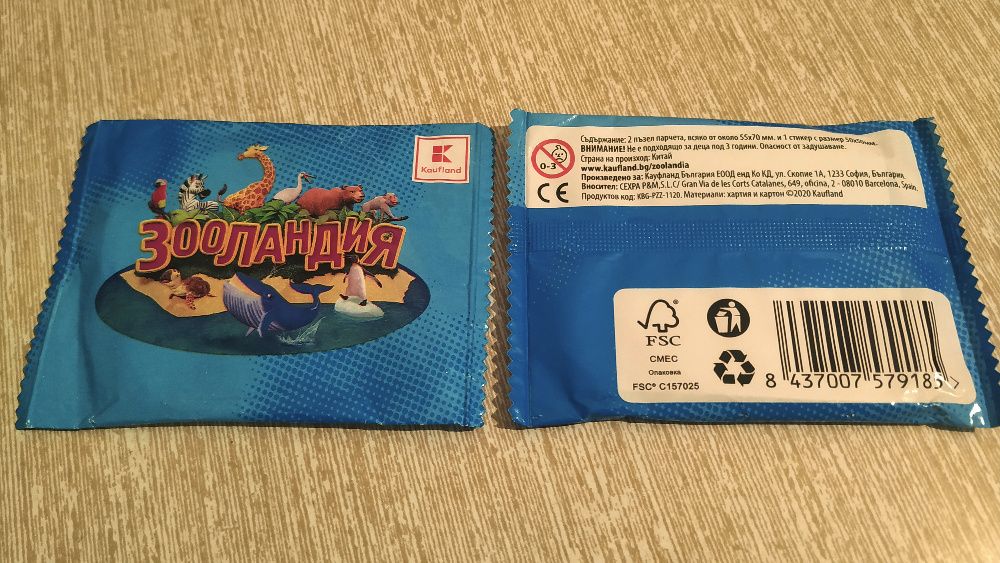 Kaufland
ЗООЛАНДИЯ
Съдържание: 2 пъзел парчета, всяко от около 55x70 мм. и 1 стикер с размер 50x50мм.
ВНИМАНИЕ! Не е подходящо за деца под 3 години. Опасност от задушаване.
Страна на произход: Китай
www.kaufland.bg/zoolandia
Произведено за: Кауфланд България ЕООД енд Ко КД, ул. Скопие 1А, 1233 София, България,
Вносител: CEXPA P&M,S.L.C/ Gran Via de les Corts Catalanes, 649, oficina, 2 - 08010 Barcelona, Spain.
Продуктов код: KBG-PZZ-1120. Материали: хартия и картон ©2020 Kaufland
0-3
CE
FSC
СМЕС
Опаковка
FSC® C157025
8 437007 579185 >